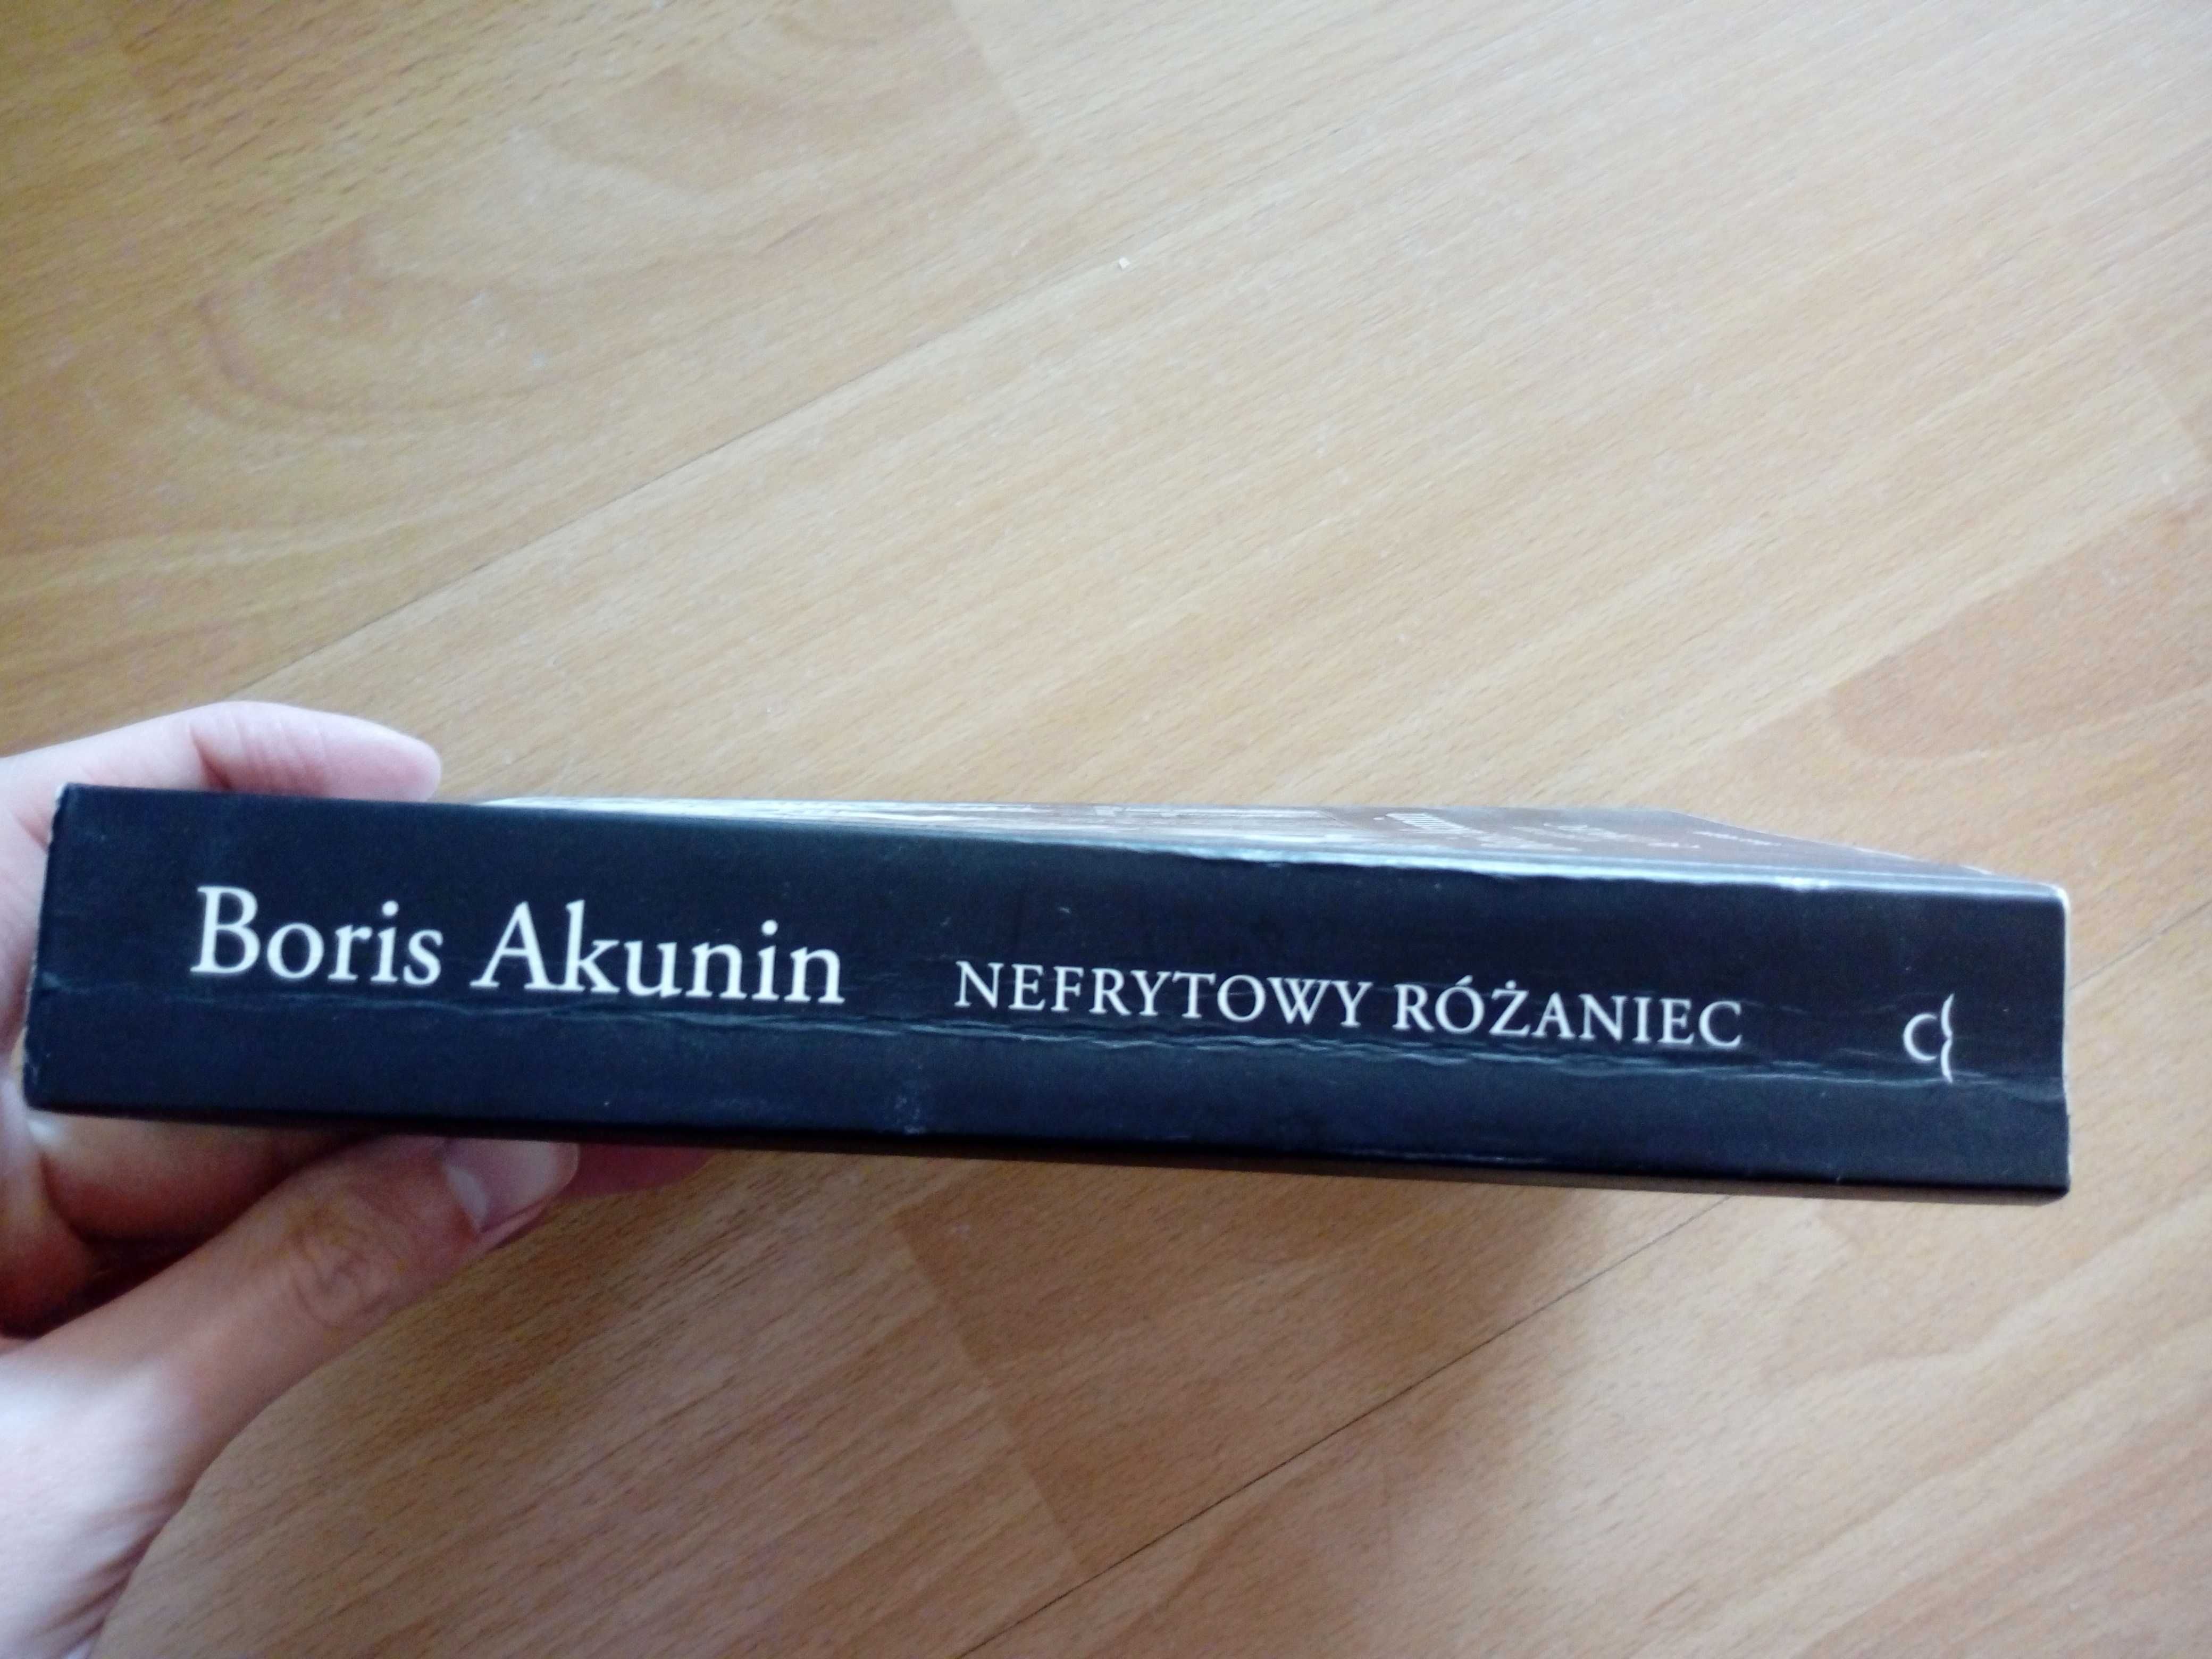 Boris Akunin NEFRYTOWY RÓŻANIEC